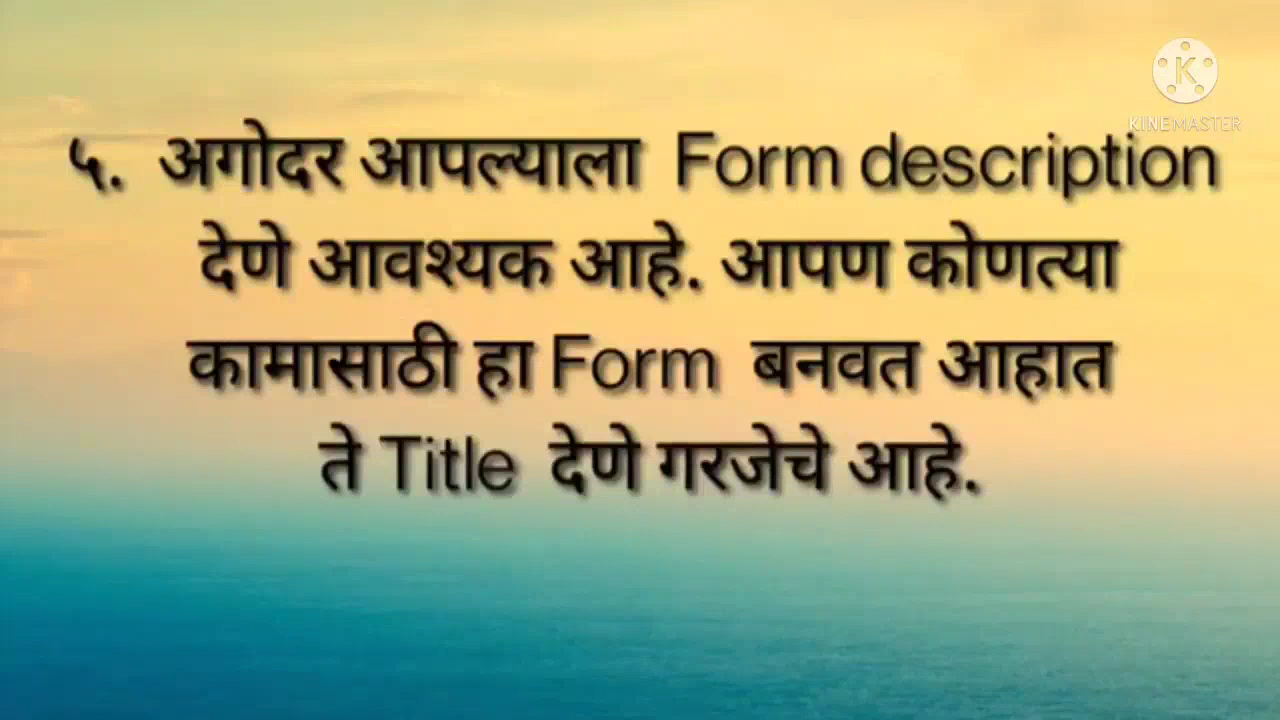 K
KINEMASTER
५. अगोदर आपल्याला Form description
देणे आवश्यक आहे. आपण कोणत्या
कामासाठी हा Form बनवत आहात
ते Title देणे गरजेचे आहे.